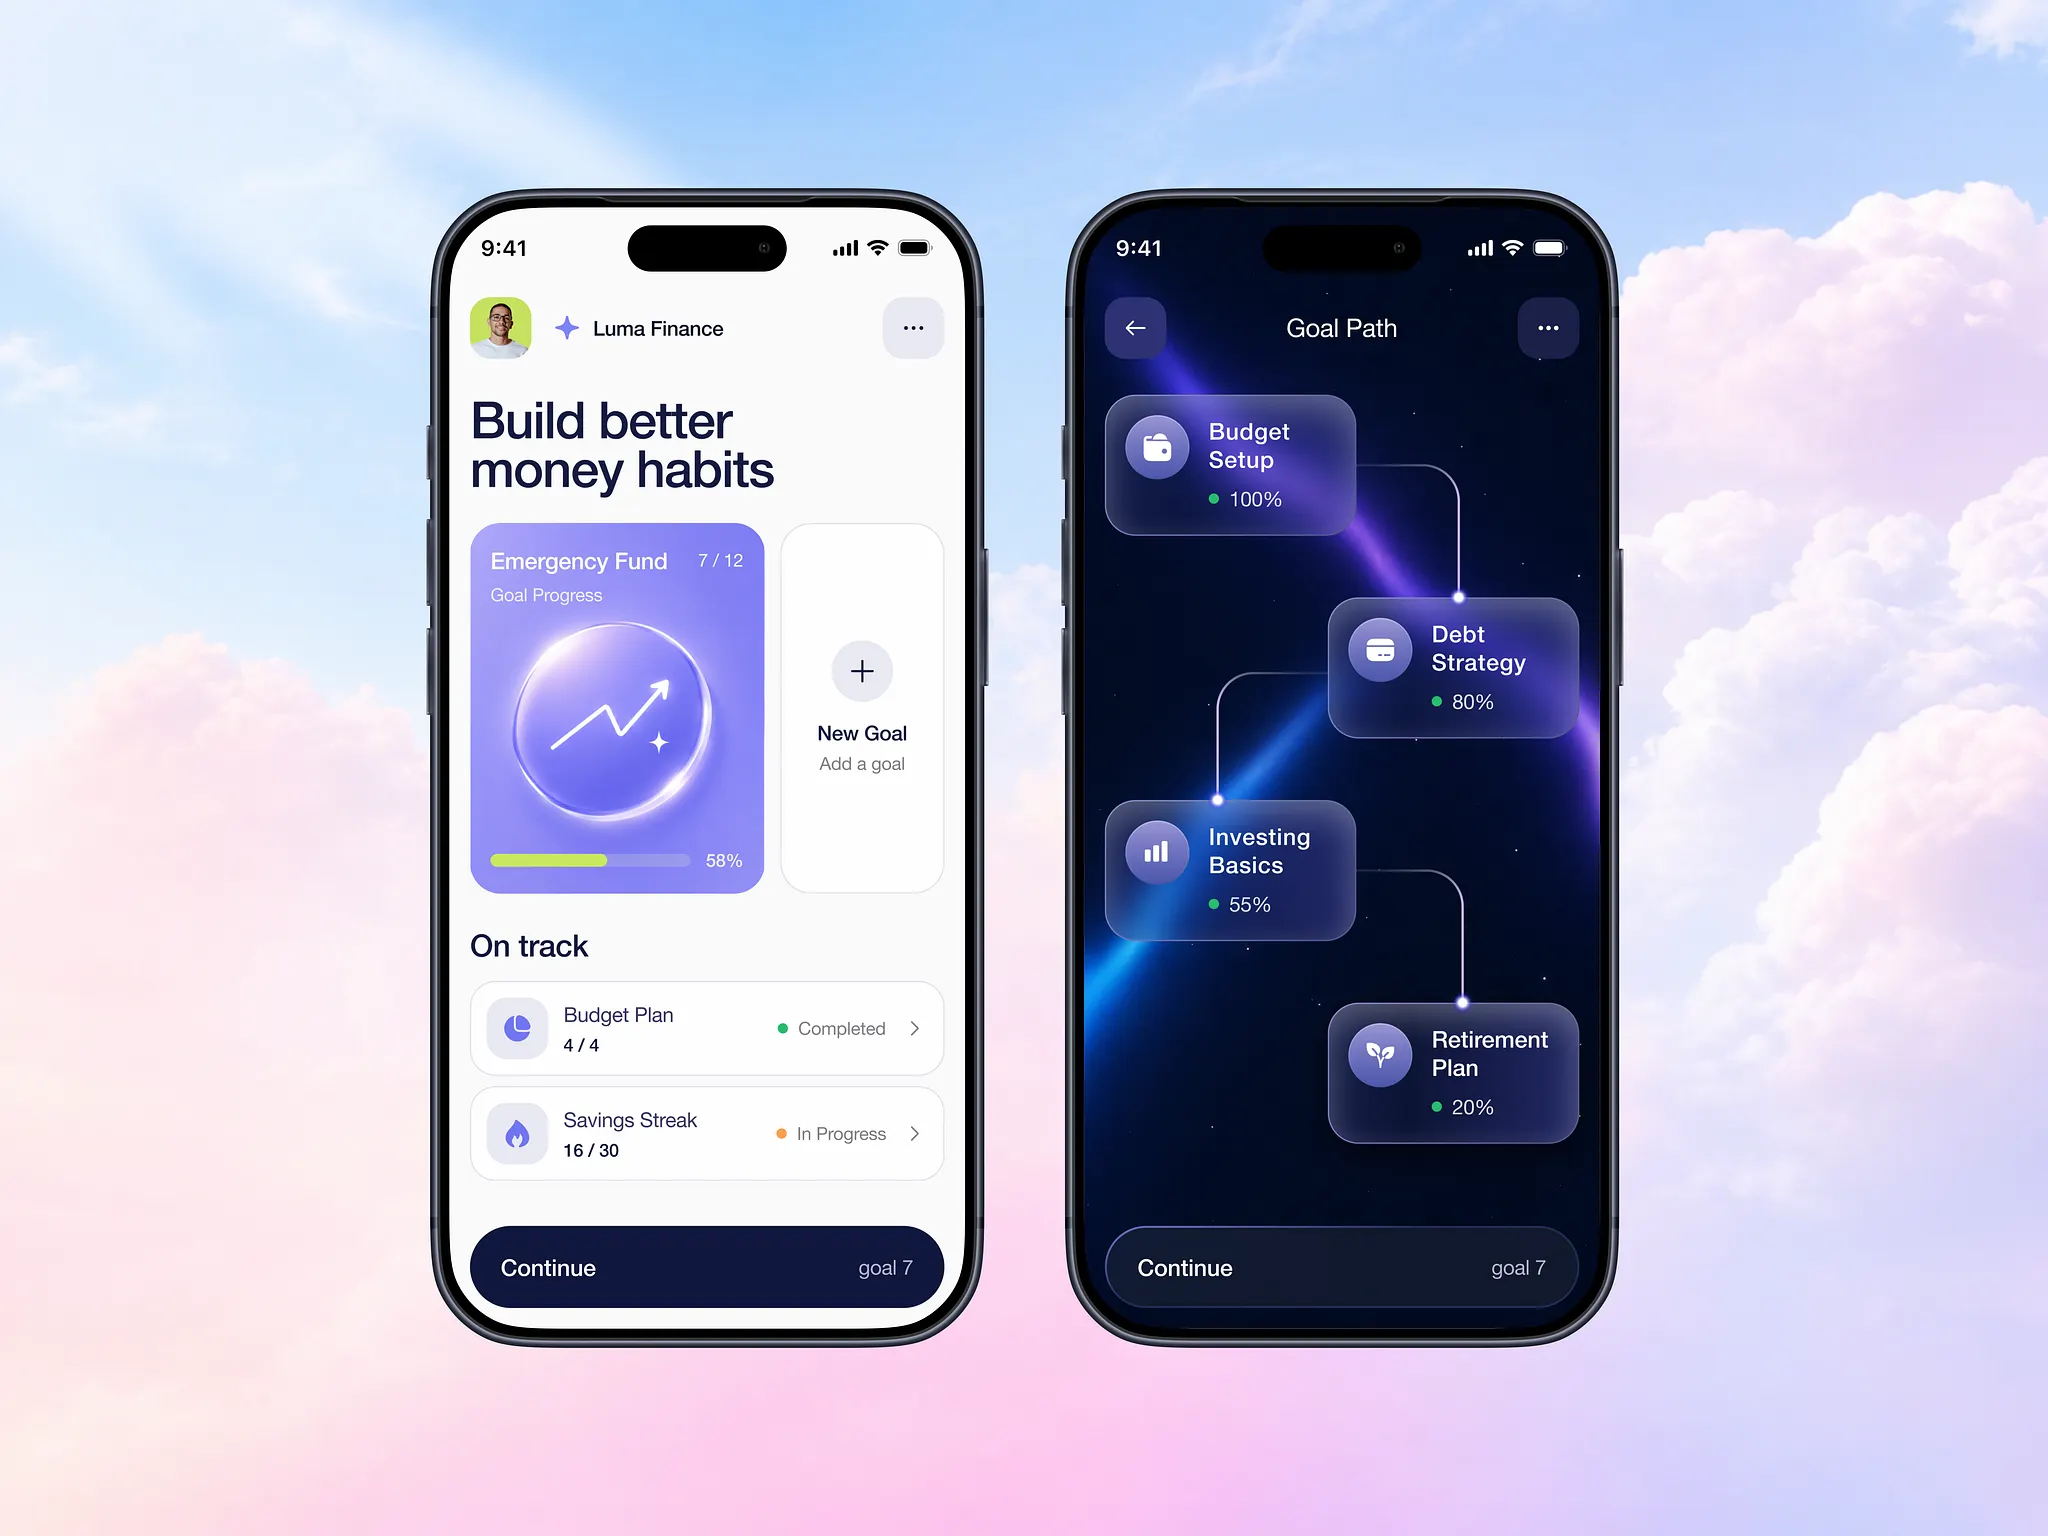 9:41
Luma Finance
Build better
money habits
Emergency Fund 7 / 12
Goal Progress
58%
New Goal
Add a goal
On track
Budget Plan
4 / 4
Completed
Savings Streak
16 / 30
In Progress
Continue goal 7
9:41
Goal Path
Budget
Setup
100%
Debt
Strategy
80%
Investing
Basics
55%
Retirement
Plan
20%
Continue goal 7